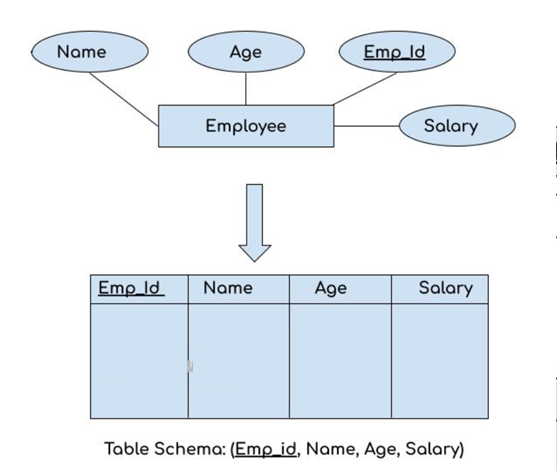 Name Age Emp_Id
Employee Salary
Emp_Id Name Age Salary
Table Schema: (Emp_id, Name, Age, Salary)